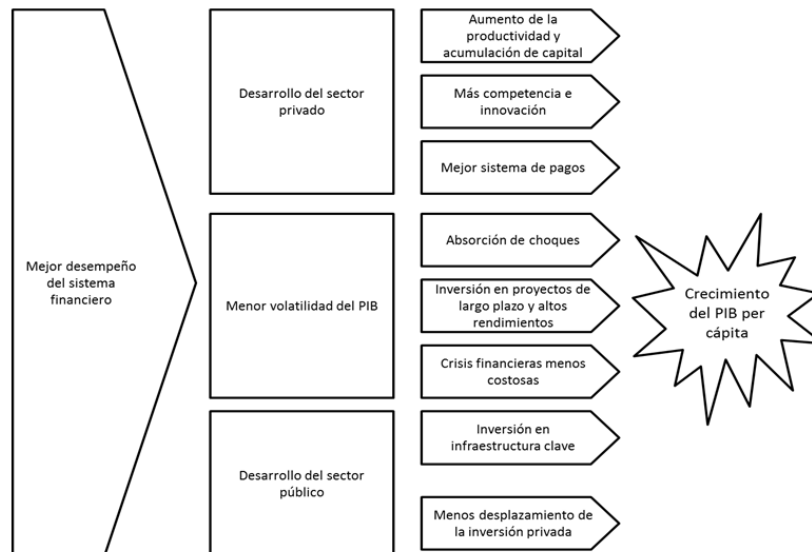 Mejor desempeño
del sistema
financiero
Desarrollo del sector
privado
Aumento de la
productividad y
acumulación de capital
Más competencia e
innovación
Mejor sistema de pagos
Menor volatilidad del PIB
Absorción de choques
Inversión en proyectos de
largo plazo y altos
rendimientos
Crisis financieras menos
costosas
Desarrollo del sector
público
Inversión en
infraestructura clave
Menos desplazamiento de
la inversión privada
Crecimiento
del PIB per
cápita